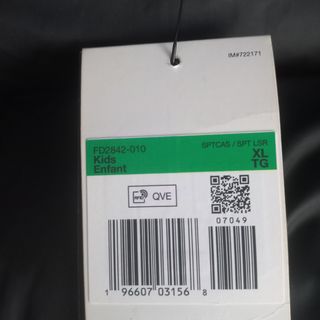 IM#722171
FD2842-010
Kids
Enfant
SPTCAS / SPT LSR
XL
TG
QVE
07049
1 96607 03156 8